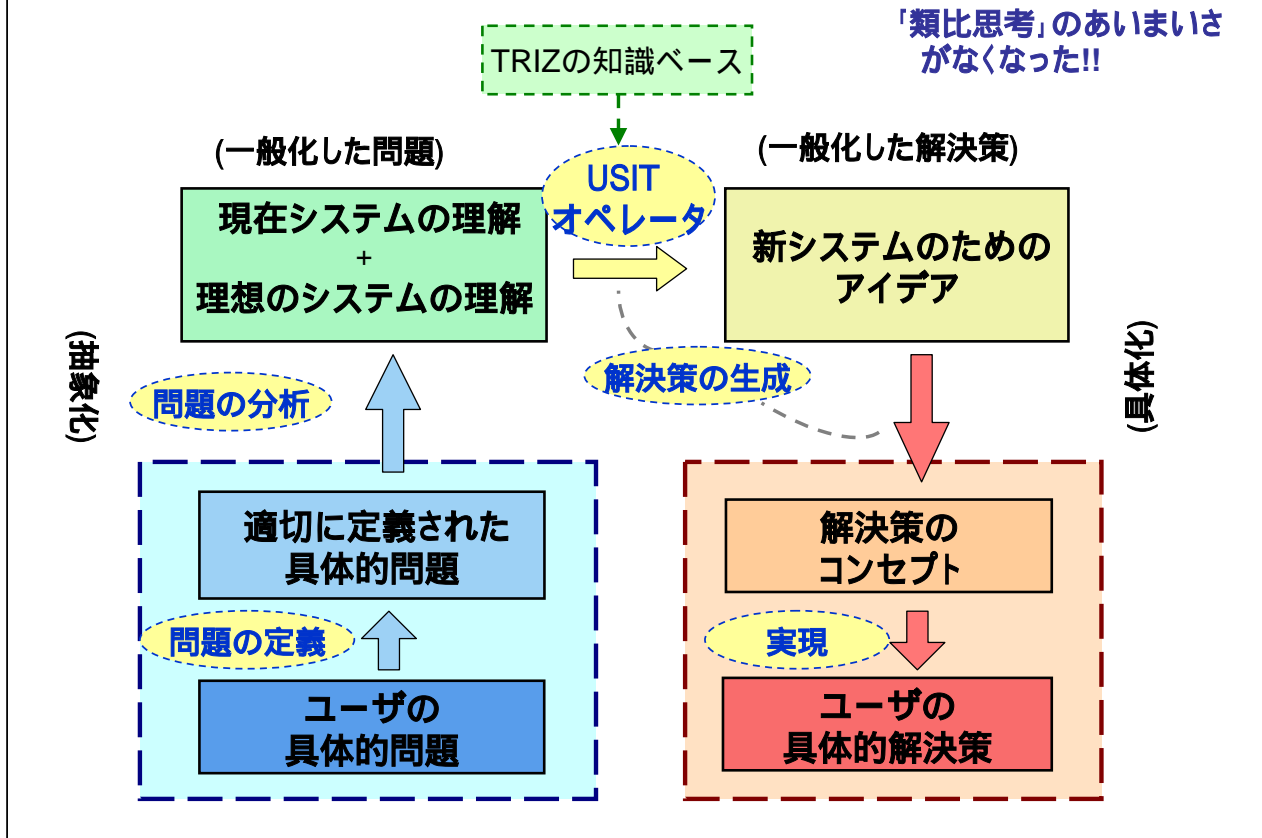 「類比思考」のあいまいさ
がなくなった!!
TRIZの知識ベース
(一般化した問題)
(一般化した解決策)
USIT
オペレータ
現在システムの理解
+
理想のシステムの理解
新システムのための
アイデア
(抽象化)
(具体化)
問題の分析
解決策の生成
適切に定義された
具体的問題
解決策の
コンセプト
問題の定義
実現
ユーザの
具体的問題
ユーザの
具体的解決策